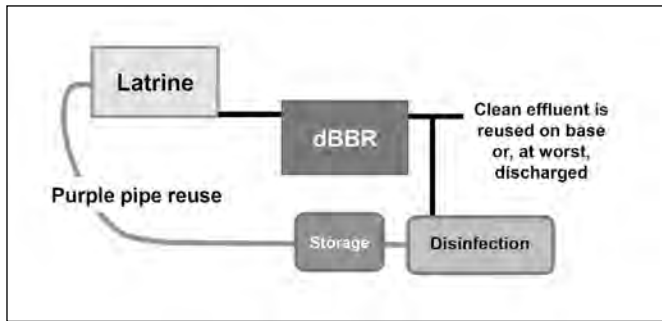 Latrine
dBBR
Clean effluent is
reused on base
or, at worst,
discharged
Purple pipe reuse
Storage
Disinfection